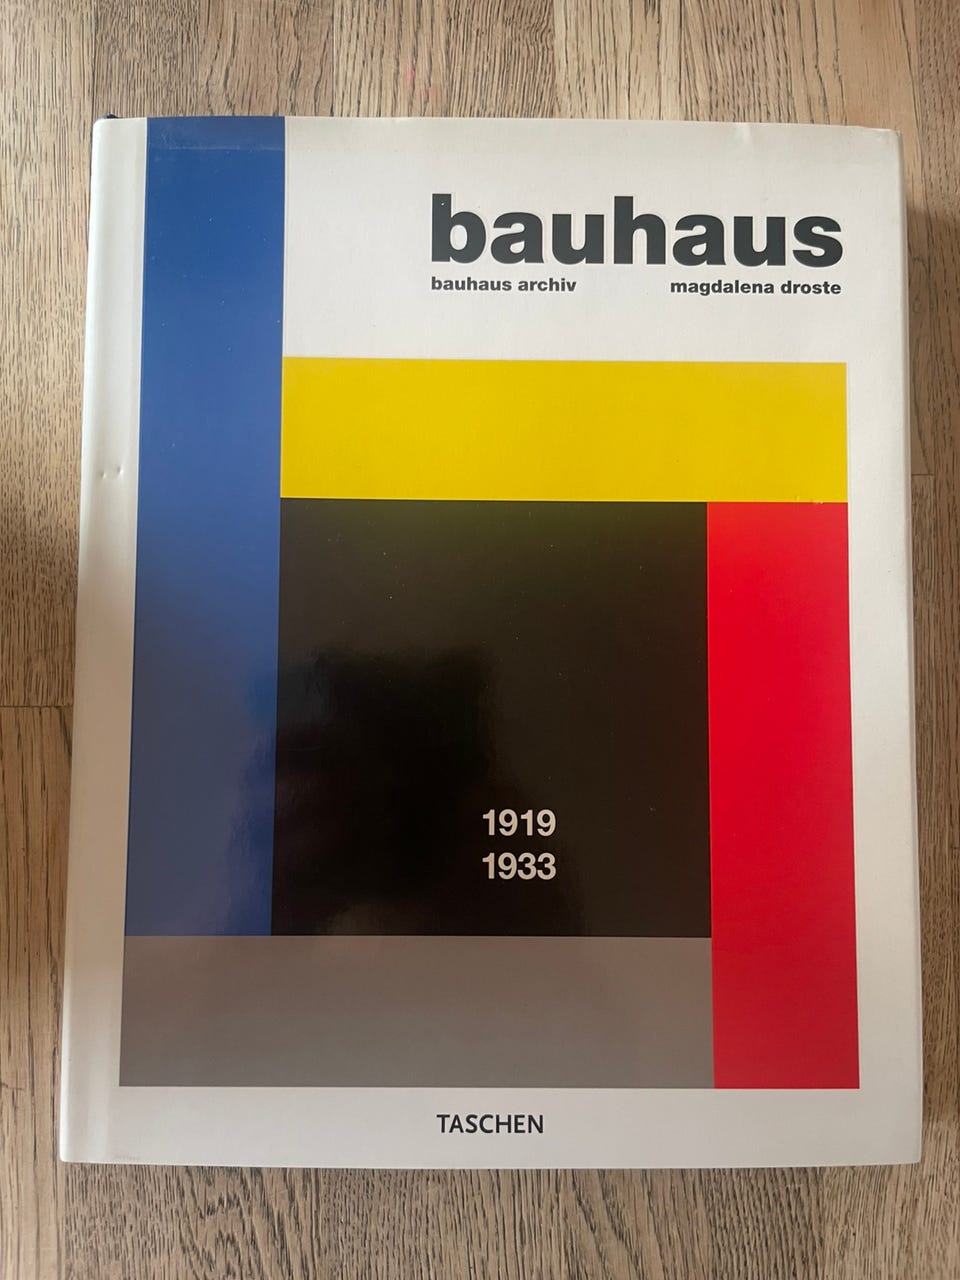 bauhaus
bauhaus archiv magdalena droste
1919
1933
TASCHEN